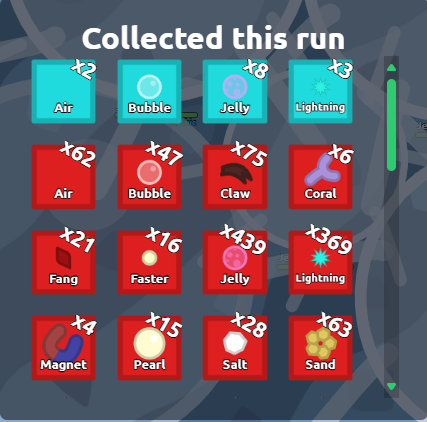 Collected this run
x2 x8 x3
Air Bubble Jelly Lightning
x62 x47 x75 x6
Air Bubble Claw Coral
x21 x16 x439 x369
Fang Faster Jelly Lightning
x4 x15 x28 x63
Magnet Pearl Salt Sand